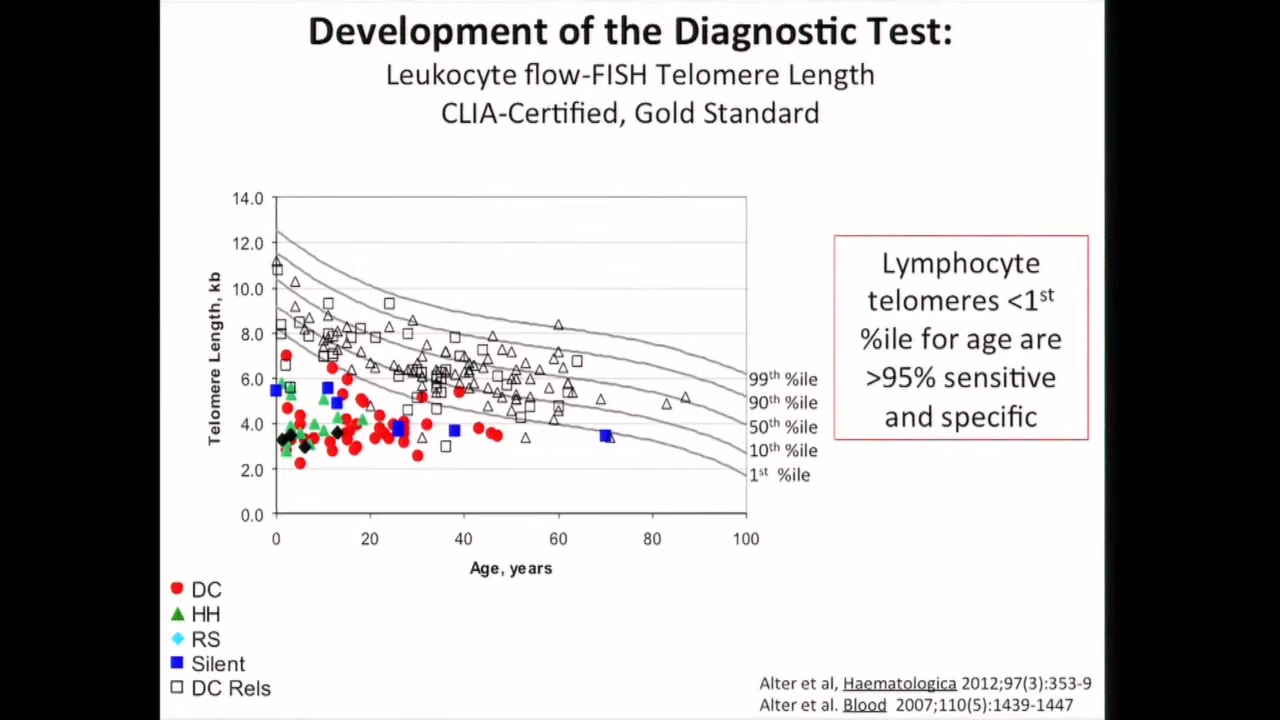 Development of the Diagnostic Test:
Leukocyte flow-FISH Telomere Length
CLIA-Certified, Gold Standard
14.0
12.0
10.0
8.0
6.0
4.0
2.0
0.0
Telomere Length, kb
0 20 40 60 80 100
Age, years
99th %ile
90th %ile
50th %ile
10th %ile
1st %ile
Lymphocyte
telomeres <1st
%ile for age are
>95% sensitive
and specific
DC
HH
RS
Silent
DC Rels
Alter et al, Haematologica 2012;97(3):353-9
Alter et al. Blood 2007;110(5):1439-1447